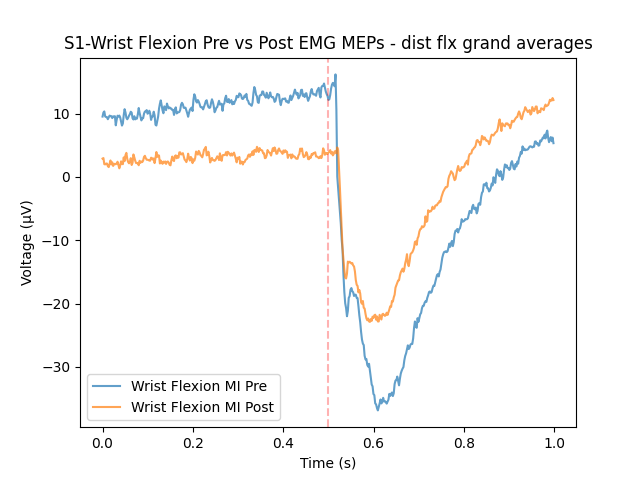 S1-Wrist Flexion Pre vs Post EMG MEPs - dist flx grand averages
Voltage (µV)
10
0
−10
−20
−30
Wrist Flexion MI Pre
Wrist Flexion MI Post
0.0 0.2 0.4 0.6 0.8 1.0
Time (s)